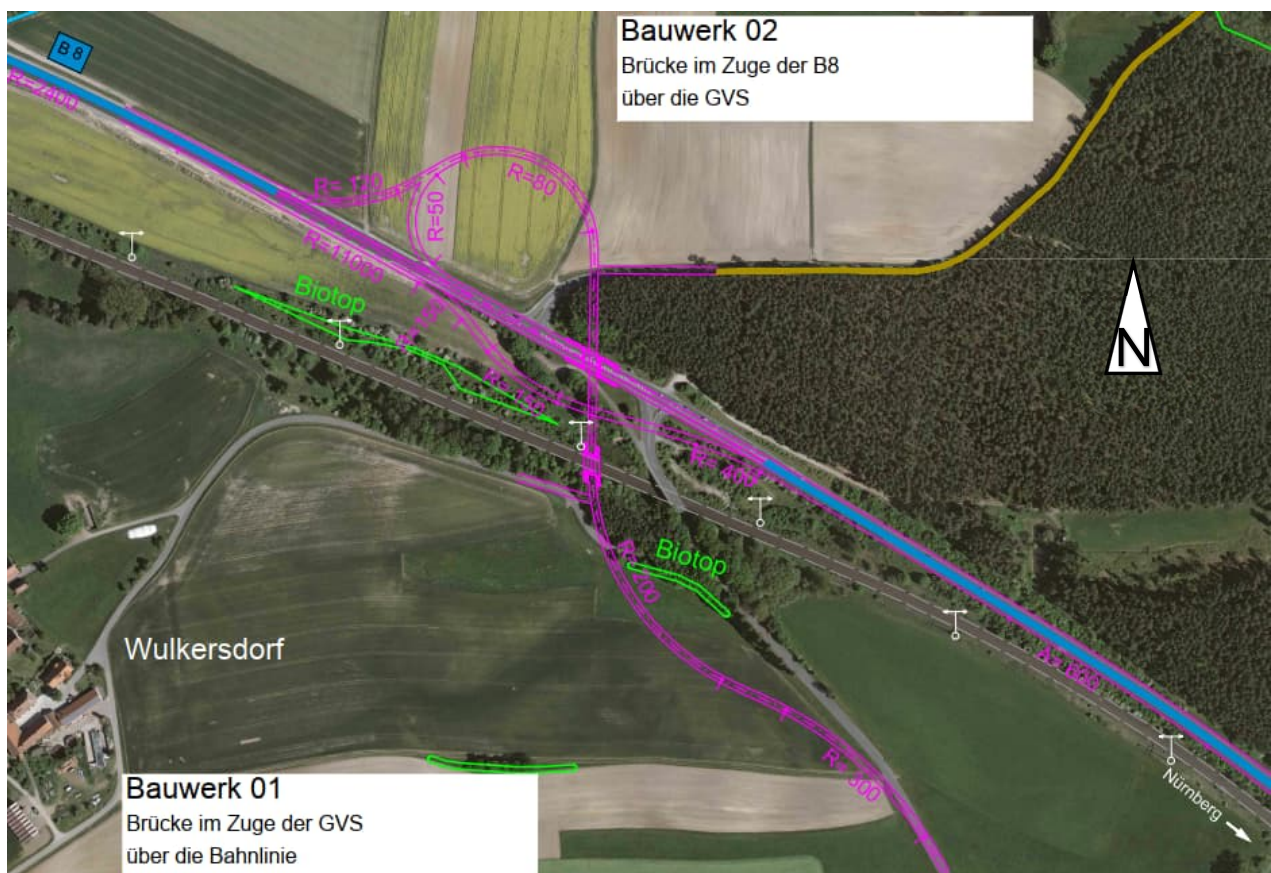 Bauwerk 02
Brücke im Zuge der B8
über die GVS
B 8
R=2400
R= 120
R=80
R=50
R=11000
Biotop
R= 150
R= 400
N
Biotop
R=200
Wulkersdorf
R= 300
Nürnberg
Bauwerk 01
Brücke im Zuge der GVS
über die Bahnlinie